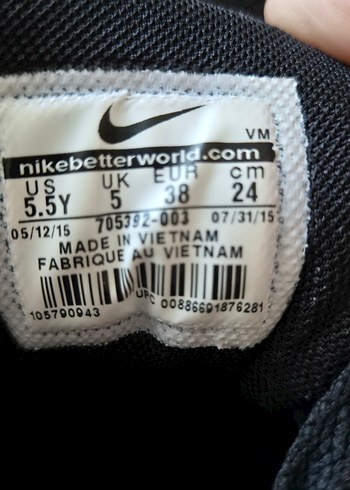 VM
nikebetterworld.com
US UK EUR cm
5.5Y 5 38 24
05/12/15 705392-003 07/31/15
MADE IN VIETNAM
FABRIQUE AU VIETNAM
105790943 UPC 00886691876281